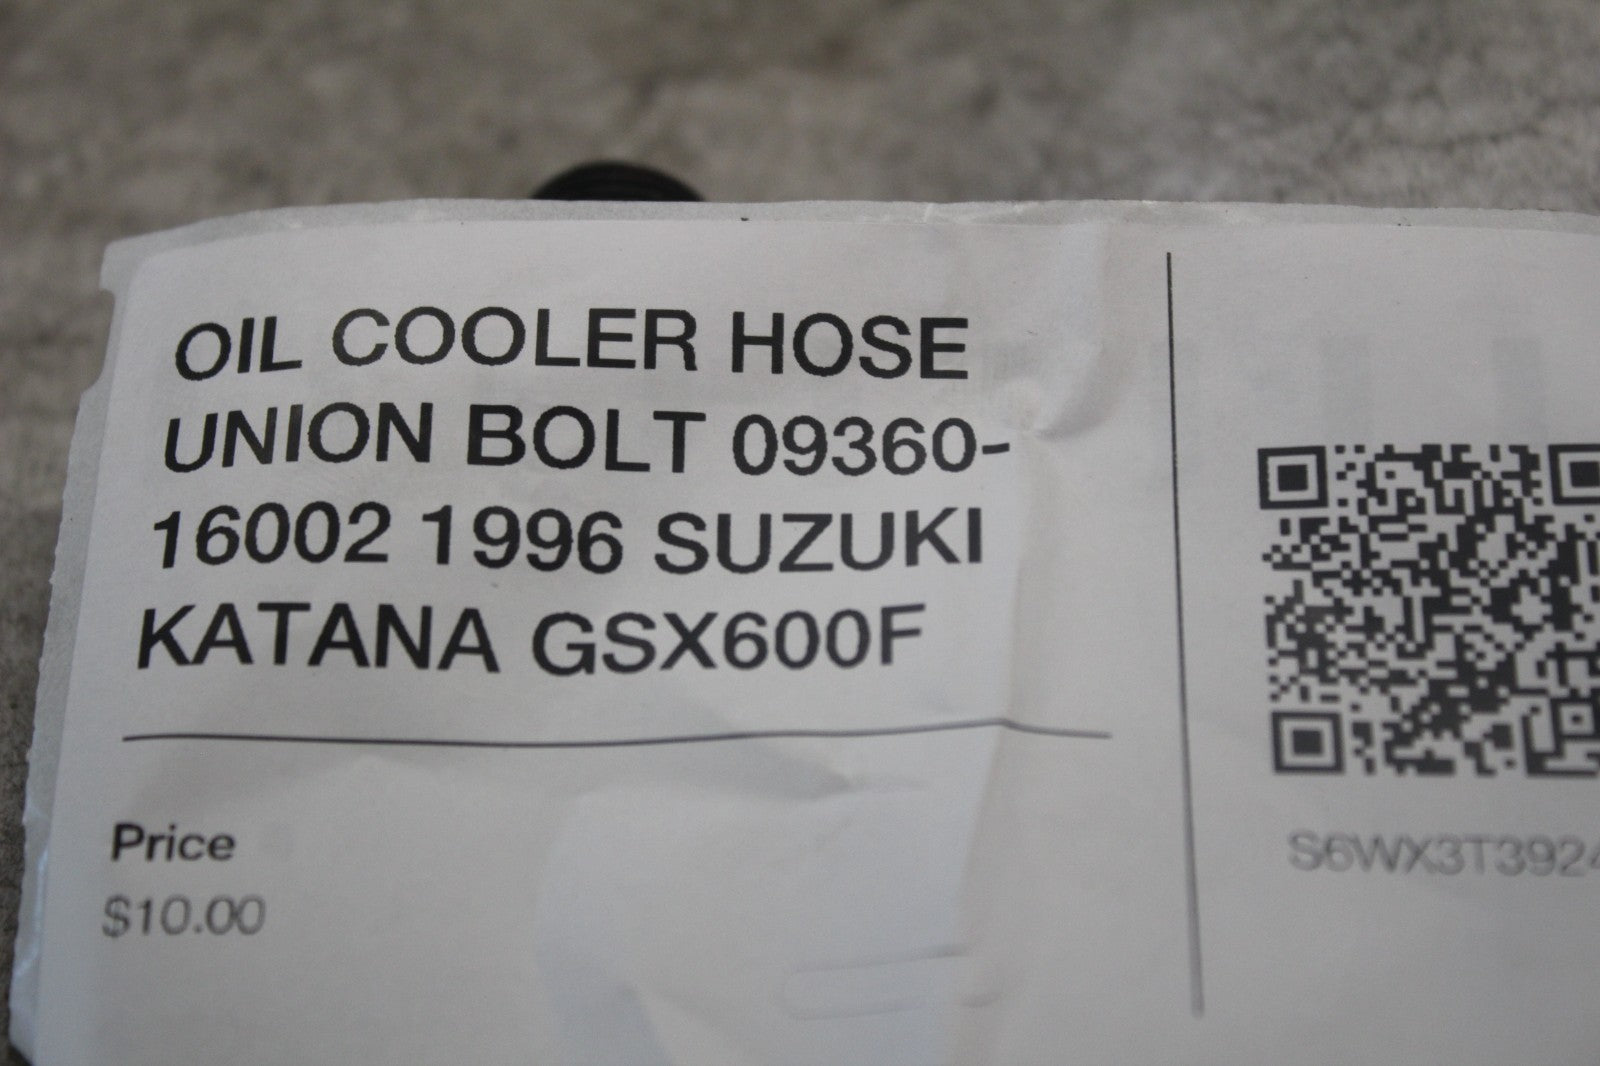 OIL COOLER HOSE
UNION BOLT 09360-
16002 1996 SUZUKI
KATANA GSX600F
Price
$10.00